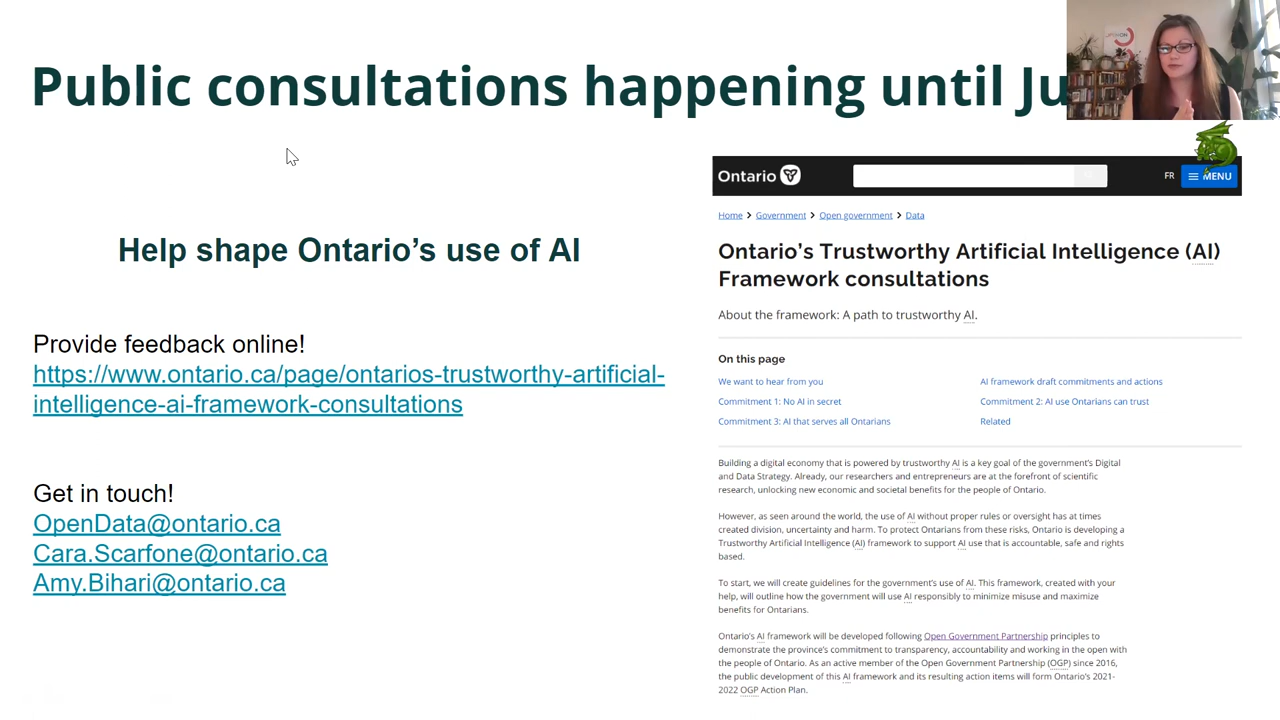 Public consultations happening until Ju
Help shape Ontario's use of AI
Provide feedback online!
https://www.ontario.ca/page/ontarios-trustworthy-artificial-
intelligence-ai-framework-consultations
Get in touch!
OpenData@ontario.ca
Cara.Scarfone@ontario.ca
Amy.Bihari@ontario.ca
Ontario
FR
MENU
Home > Government > Open government > Data
Ontario's Trustworthy Artificial Intelligence (AI)
Framework consultations
About the framework: A path to trustworthy AI.
On this page
We want to hear from you
AI framework draft commitments and actions
Commitment 1: No AI in secret
Commitment 2: AI use Ontarians can trust
Commitment 3: AI that serves all Ontarians
Related
Building a digital economy that is powered by trustworthy AI is a key goal of the government's Digital
and Data Strategy. Already, our researchers and entrepreneurs are at the forefront of scientific
research, unlocking new economic and societal benefits for the people of Ontario.
However, as seen around the world, the use of AI without proper rules or oversight has at times
created division, uncertainty and harm. To protect Ontarians from these risks, Ontario is developing a
Trustworthy Artificial Intelligence (AI) framework to support AI use that is accountable, safe and rights
based.
To start, we will create guidelines for the government's use of AI. This framework, created with your
help, will outline how the government will use AI responsibly to minimize misuse and maximize
benefits for Ontarians.
Ontario's AI framework will be developed following Open Government Partnership principles to
demonstrate the province's commitment to transparency, accountability and working in the open with
the people of Ontario. As an active member of the Open Government Partnership (OGP) since 2016,
the public development of this AI framework and its resulting action items will form Ontario's 2021-
2022 OGP Action Plan.